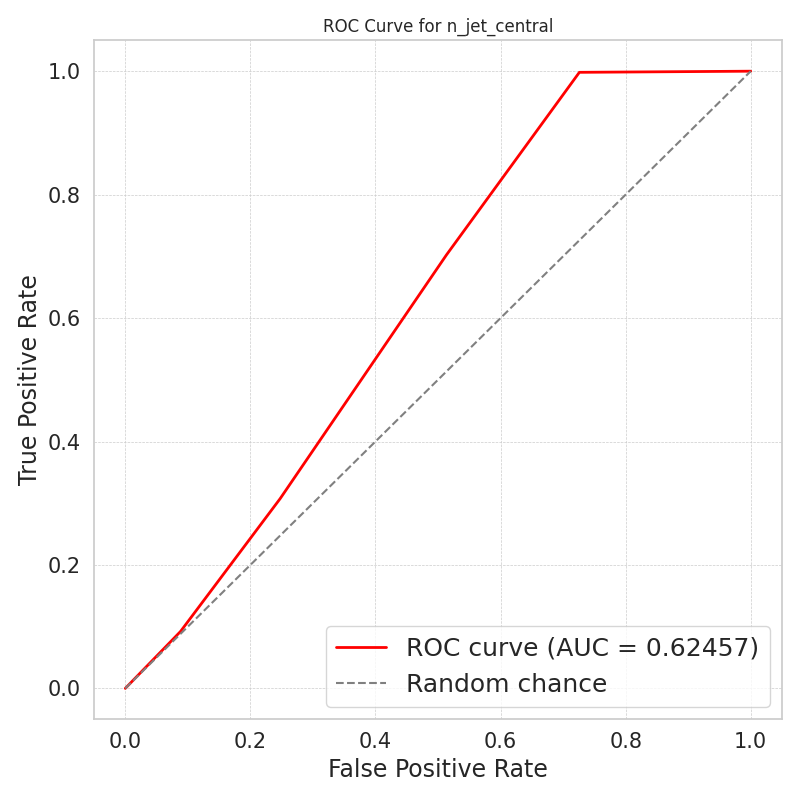 ROC Curve for n_jet_central
True Positive Rate
1.0
0.8
0.6
0.4
0.2
0.0
ROC curve (AUC = 0.62457)
Random chance
0.0 0.2 0.4 0.6 0.8 1.0
False Positive Rate